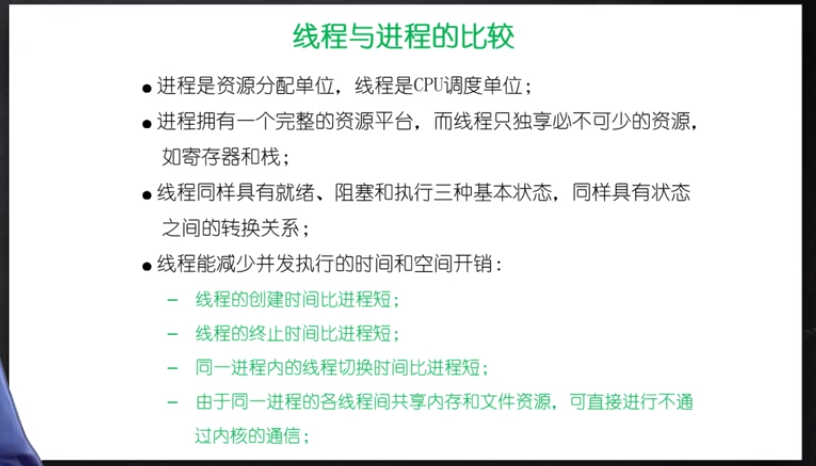 线程与进程的比较
● 进程是资源分配单位，线程是CPU调度单位；
● 进程拥有一个完整的资源平台，而线程只独享必不可少的资源，
如寄存器和栈；
● 线程同样具有就绪、阻塞和执行三种基本状态，同样具有状态
之间的转换关系；
● 线程能减少并发执行的时间和空间开销：
– 线程的创建时间比进程短；
– 线程的终止时间比进程短；
– 同一进程内的线程切换时间比进程短；
– 由于同一进程的各线程间共享内存和文件资源，可直接进行不通
过内核的通信；